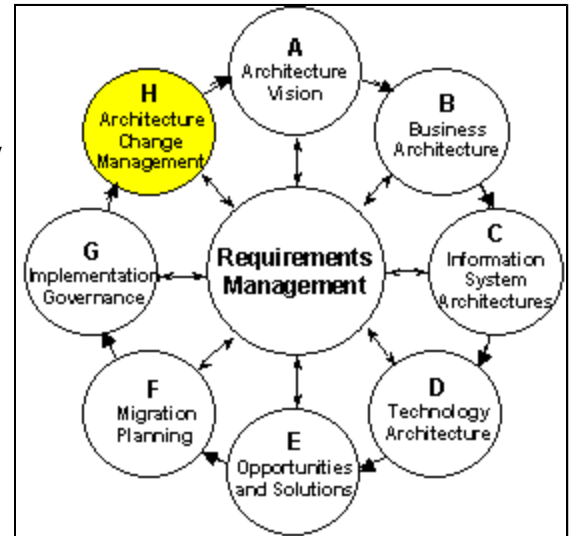 A
Architecture
Vision
H
Architecture
Change
Management
B
Business
Architecture
G
Implementation
Governance
Requirements
Management
C
Information
System
Architectures
F
Migration
Planning
D
Technology
Architecture
E
Opportunities
and Solutions